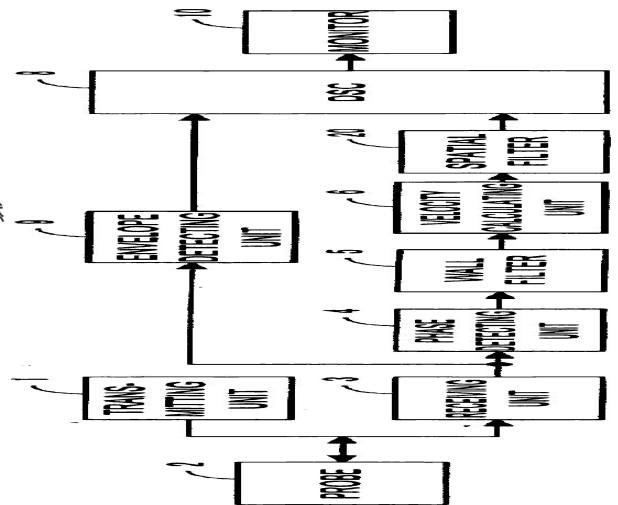 10
MONITOR
8
DSC
20
SPATIAL
FILTER
9
ENVELOPE
DETECTING
UNIT
6
VELOCITY
CALCULATING
UNIT
5
WALL
FILTER
4
PHASE
DETECTING
UNIT
1
TRANS-
MITTING
UNIT
3
RECEIVING
UNIT
2
PROBE